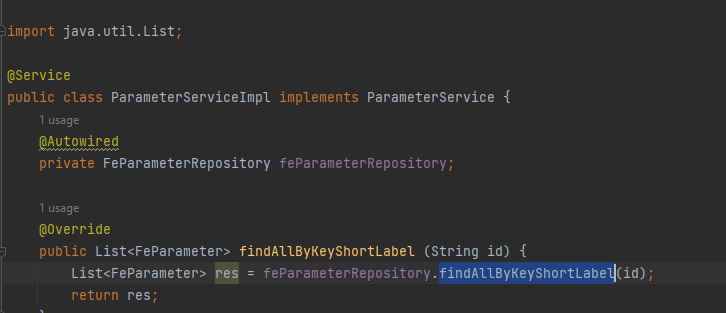 import java.util.List;
@Service
public class ParameterServiceImpl implements ParameterService {
1 usage
@Autowired
private FeParameterRepository feParameterRepository;
1 usage
@Override
public List<FeParameter> findAllByKeyShortLabel (String id) {
List<FeParameter> res = feParameterRepository.findAllByKeyShortLabel(id);
return res;